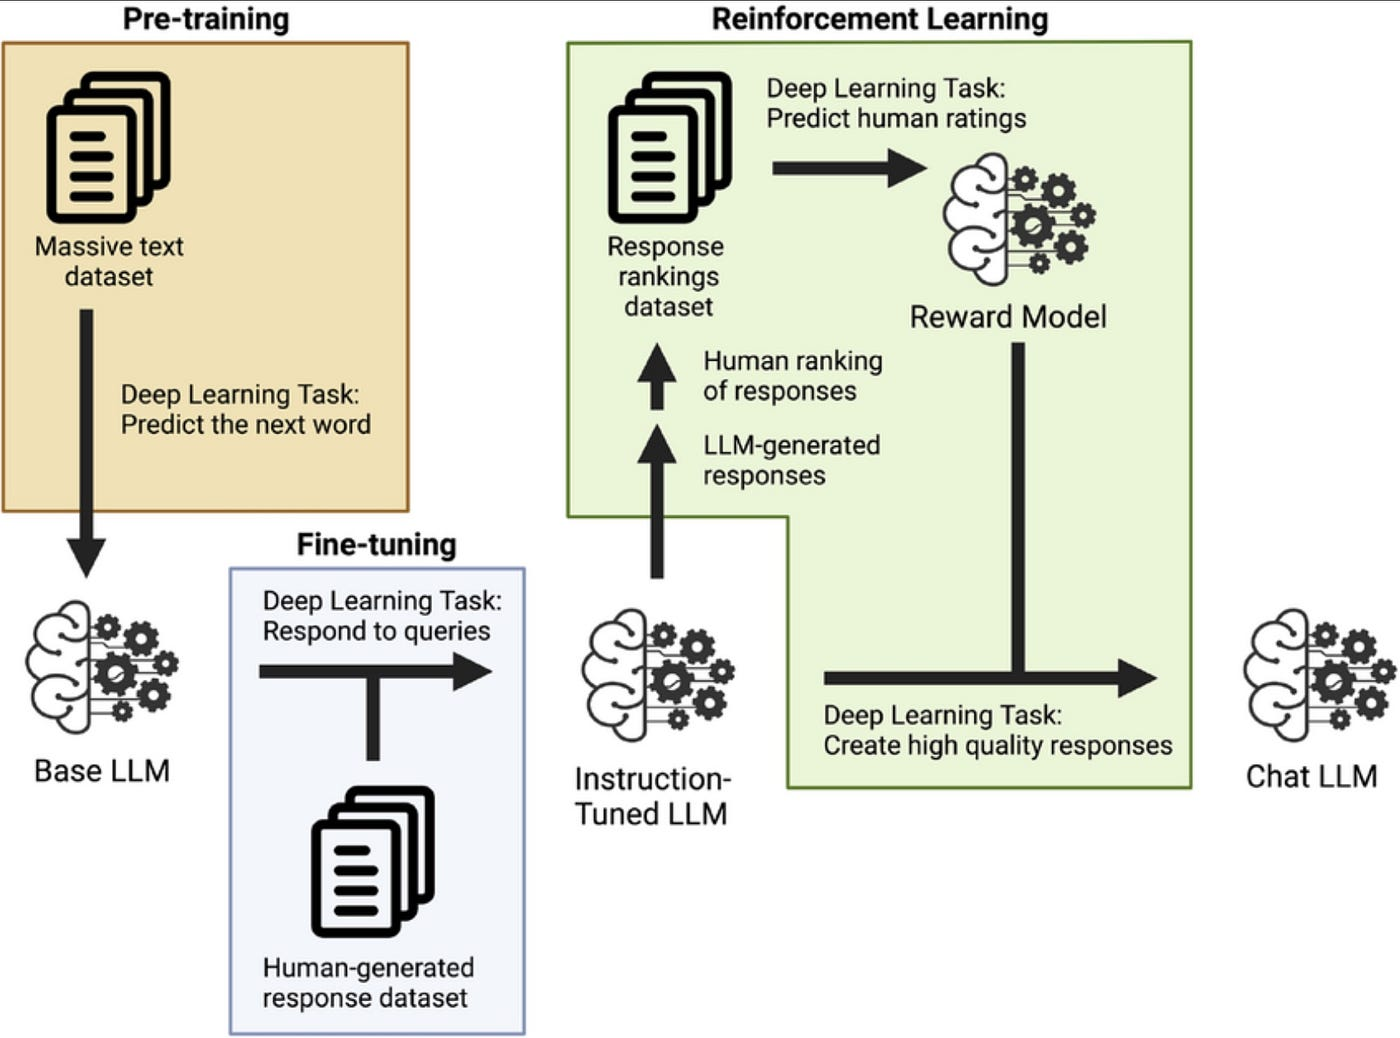 Pre-training
Massive text
dataset
Deep Learning Task:
Predict the next word
Base LLM
Fine-tuning
Deep Learning Task:
Respond to queries
Human-generated
response dataset
Instruction-
Tuned LLM
Reinforcement Learning
LLM-generated
responses
Human ranking
of responses
Response
rankings
dataset
Deep Learning Task:
Predict human ratings
Reward Model
Deep Learning Task:
Create high quality responses
Chat LLM